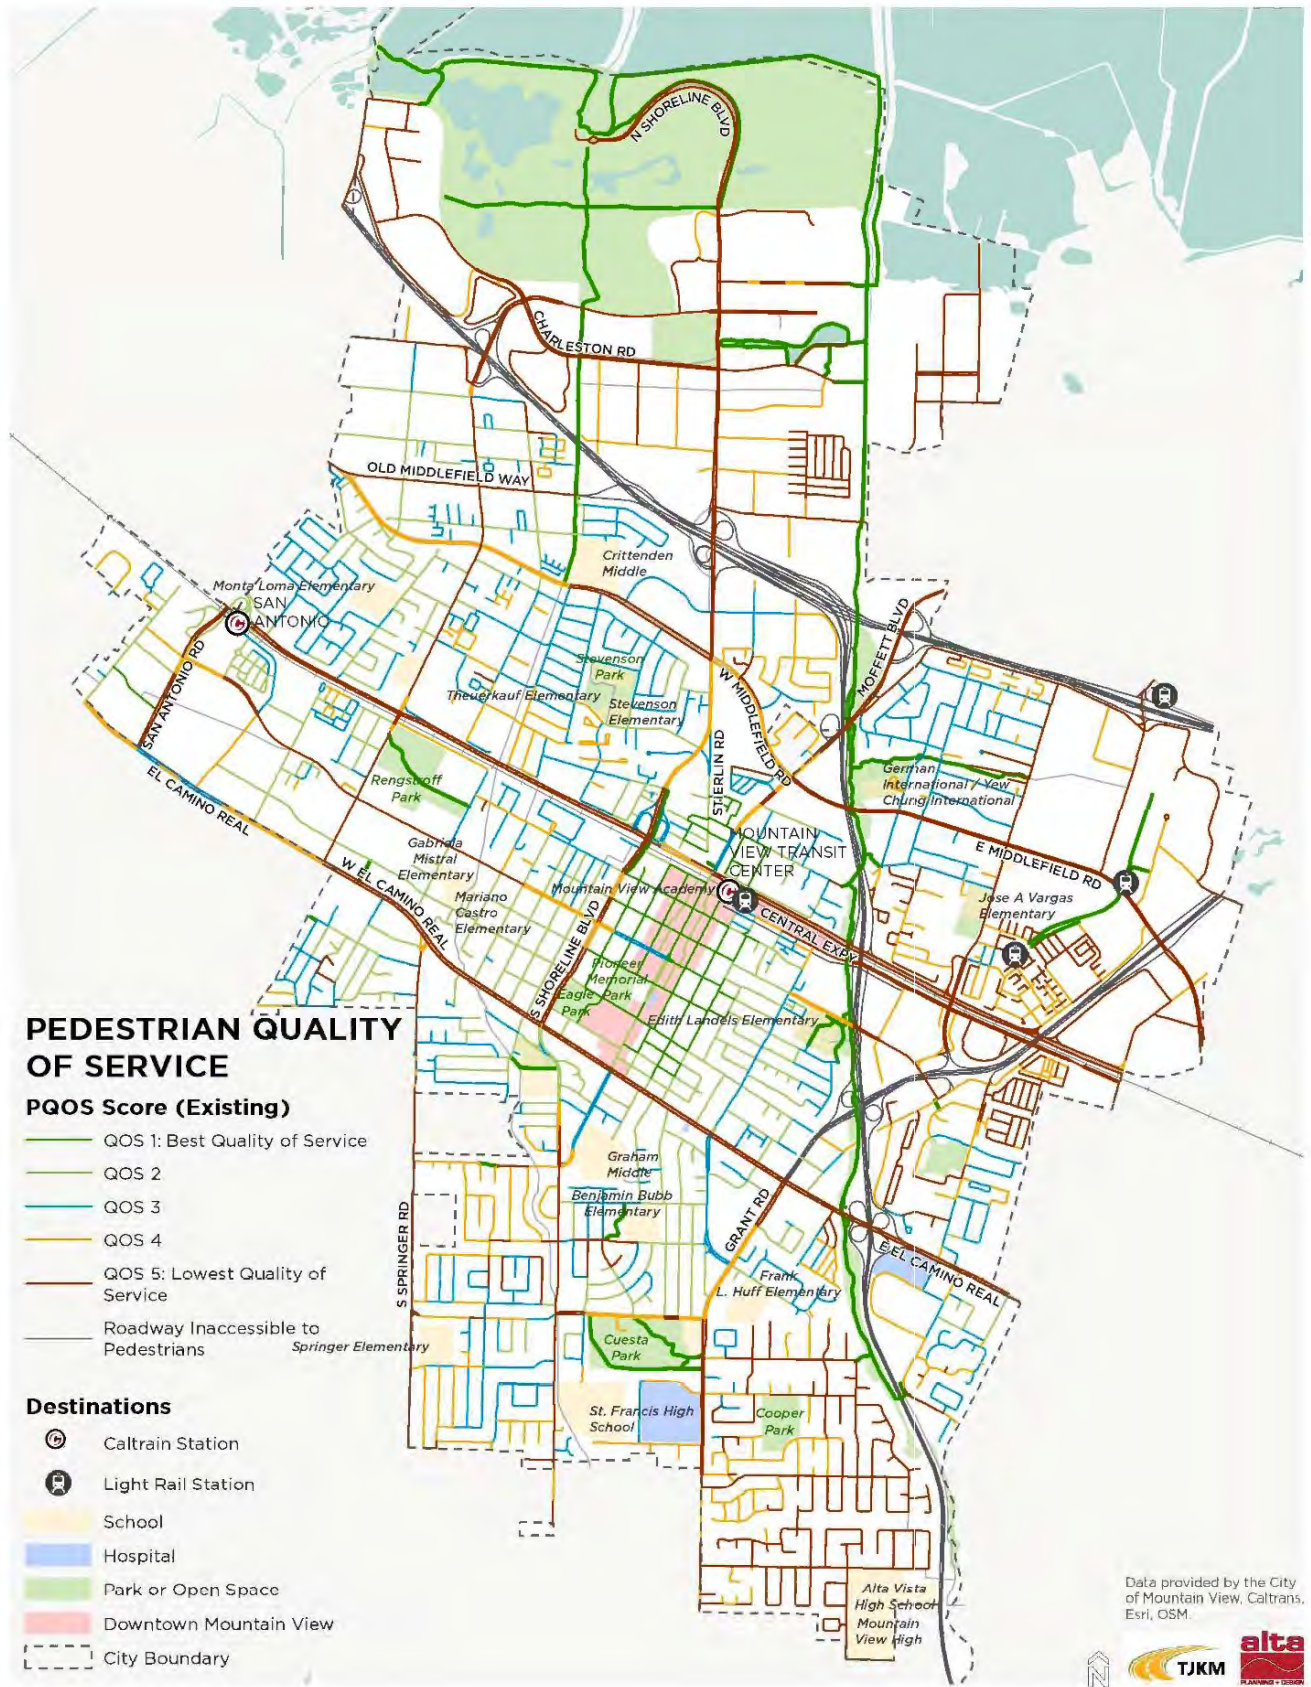 N SHORELINE BLVD
CHARLESTON RD
OLD MIDDLEFIELD WAY
Crittenden
Middle
Monta Loma Elementary
SAN
ANTONIO
MOFFETT BLVD
SAN ANTONIO RD
Stevenson
Park
Theuerkauf Elementary
Stevenson
Elementary
W MIDDLEFIELD RD
STIERLIN RD
EL CAMINO REAL
Rengstroff
Park
German
International / Yew
Chung International
MOUNTAIN
VIEW TRANSIT
CENTER
Gabriela
Mistral
Elementary
E MIDDLEFIELD RD
W EL CAMINO REAL
Mariano
Castro
Elementary
Mountain View Academy
Jose A Vargas
Elementary
CENTRAL EXPY
S SHORELINE BLVD
Pioneer
Memorial
Park
Eagle
Park
Edith Landels Elementary
PEDESTRIAN QUALITY
OF SERVICE
PQOS Score (Existing)
QOS 1: Best Quality of Service
QOS 2
QOS 3
QOS 4
QOS 5: Lowest Quality of
Service
Roadway Inaccessible to
Pedestrians
Graham
Middle
Benjamin Bubb
Elementary
S SPRINGER RD
GRANT RD
E EL CAMINO REAL
Frank
L. Huff Elementary
Springer Elementary
Cuesta
Park
St. Francis High
School
Cooper
Park
Destinations
Caltrain Station
Light Rail Station
School
Hospital
Park or Open Space
Downtown Mountain View
City Boundary
Alta Vista
High School
Mountain
View High
Data provided by the City
of Mountain View, Caltrans,
Esri, OSM.
N
TJKM
alta
PLANNING + DESIGN